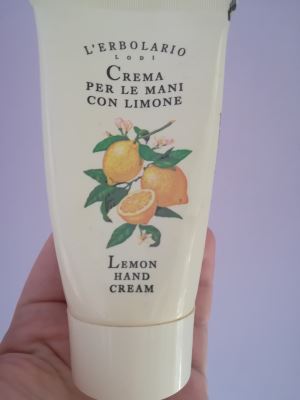 L'ERBOLARIO
LODI
CREMA
PER LE MANI
CON LIMONE
LEMON
HAND
CREAM